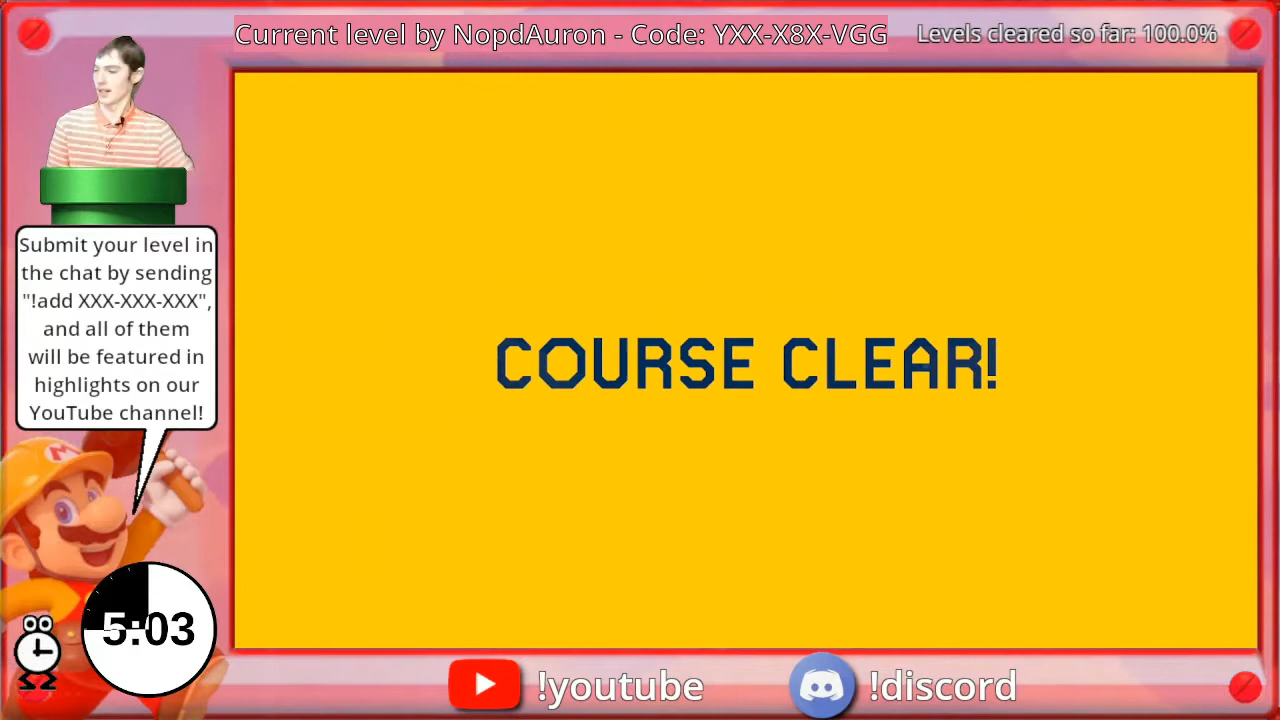 Current level by NopdAuron - Code: YXX-X8X-VGG
Levels cleared so far: 100.0%
Submit your level in
the chat by sending
"!add XXX-XXX-XXX",
and all of them
will be featured in
highlights on our
YouTube channel!
COURSE CLEAR!
M
5:03
!youtube
!discord